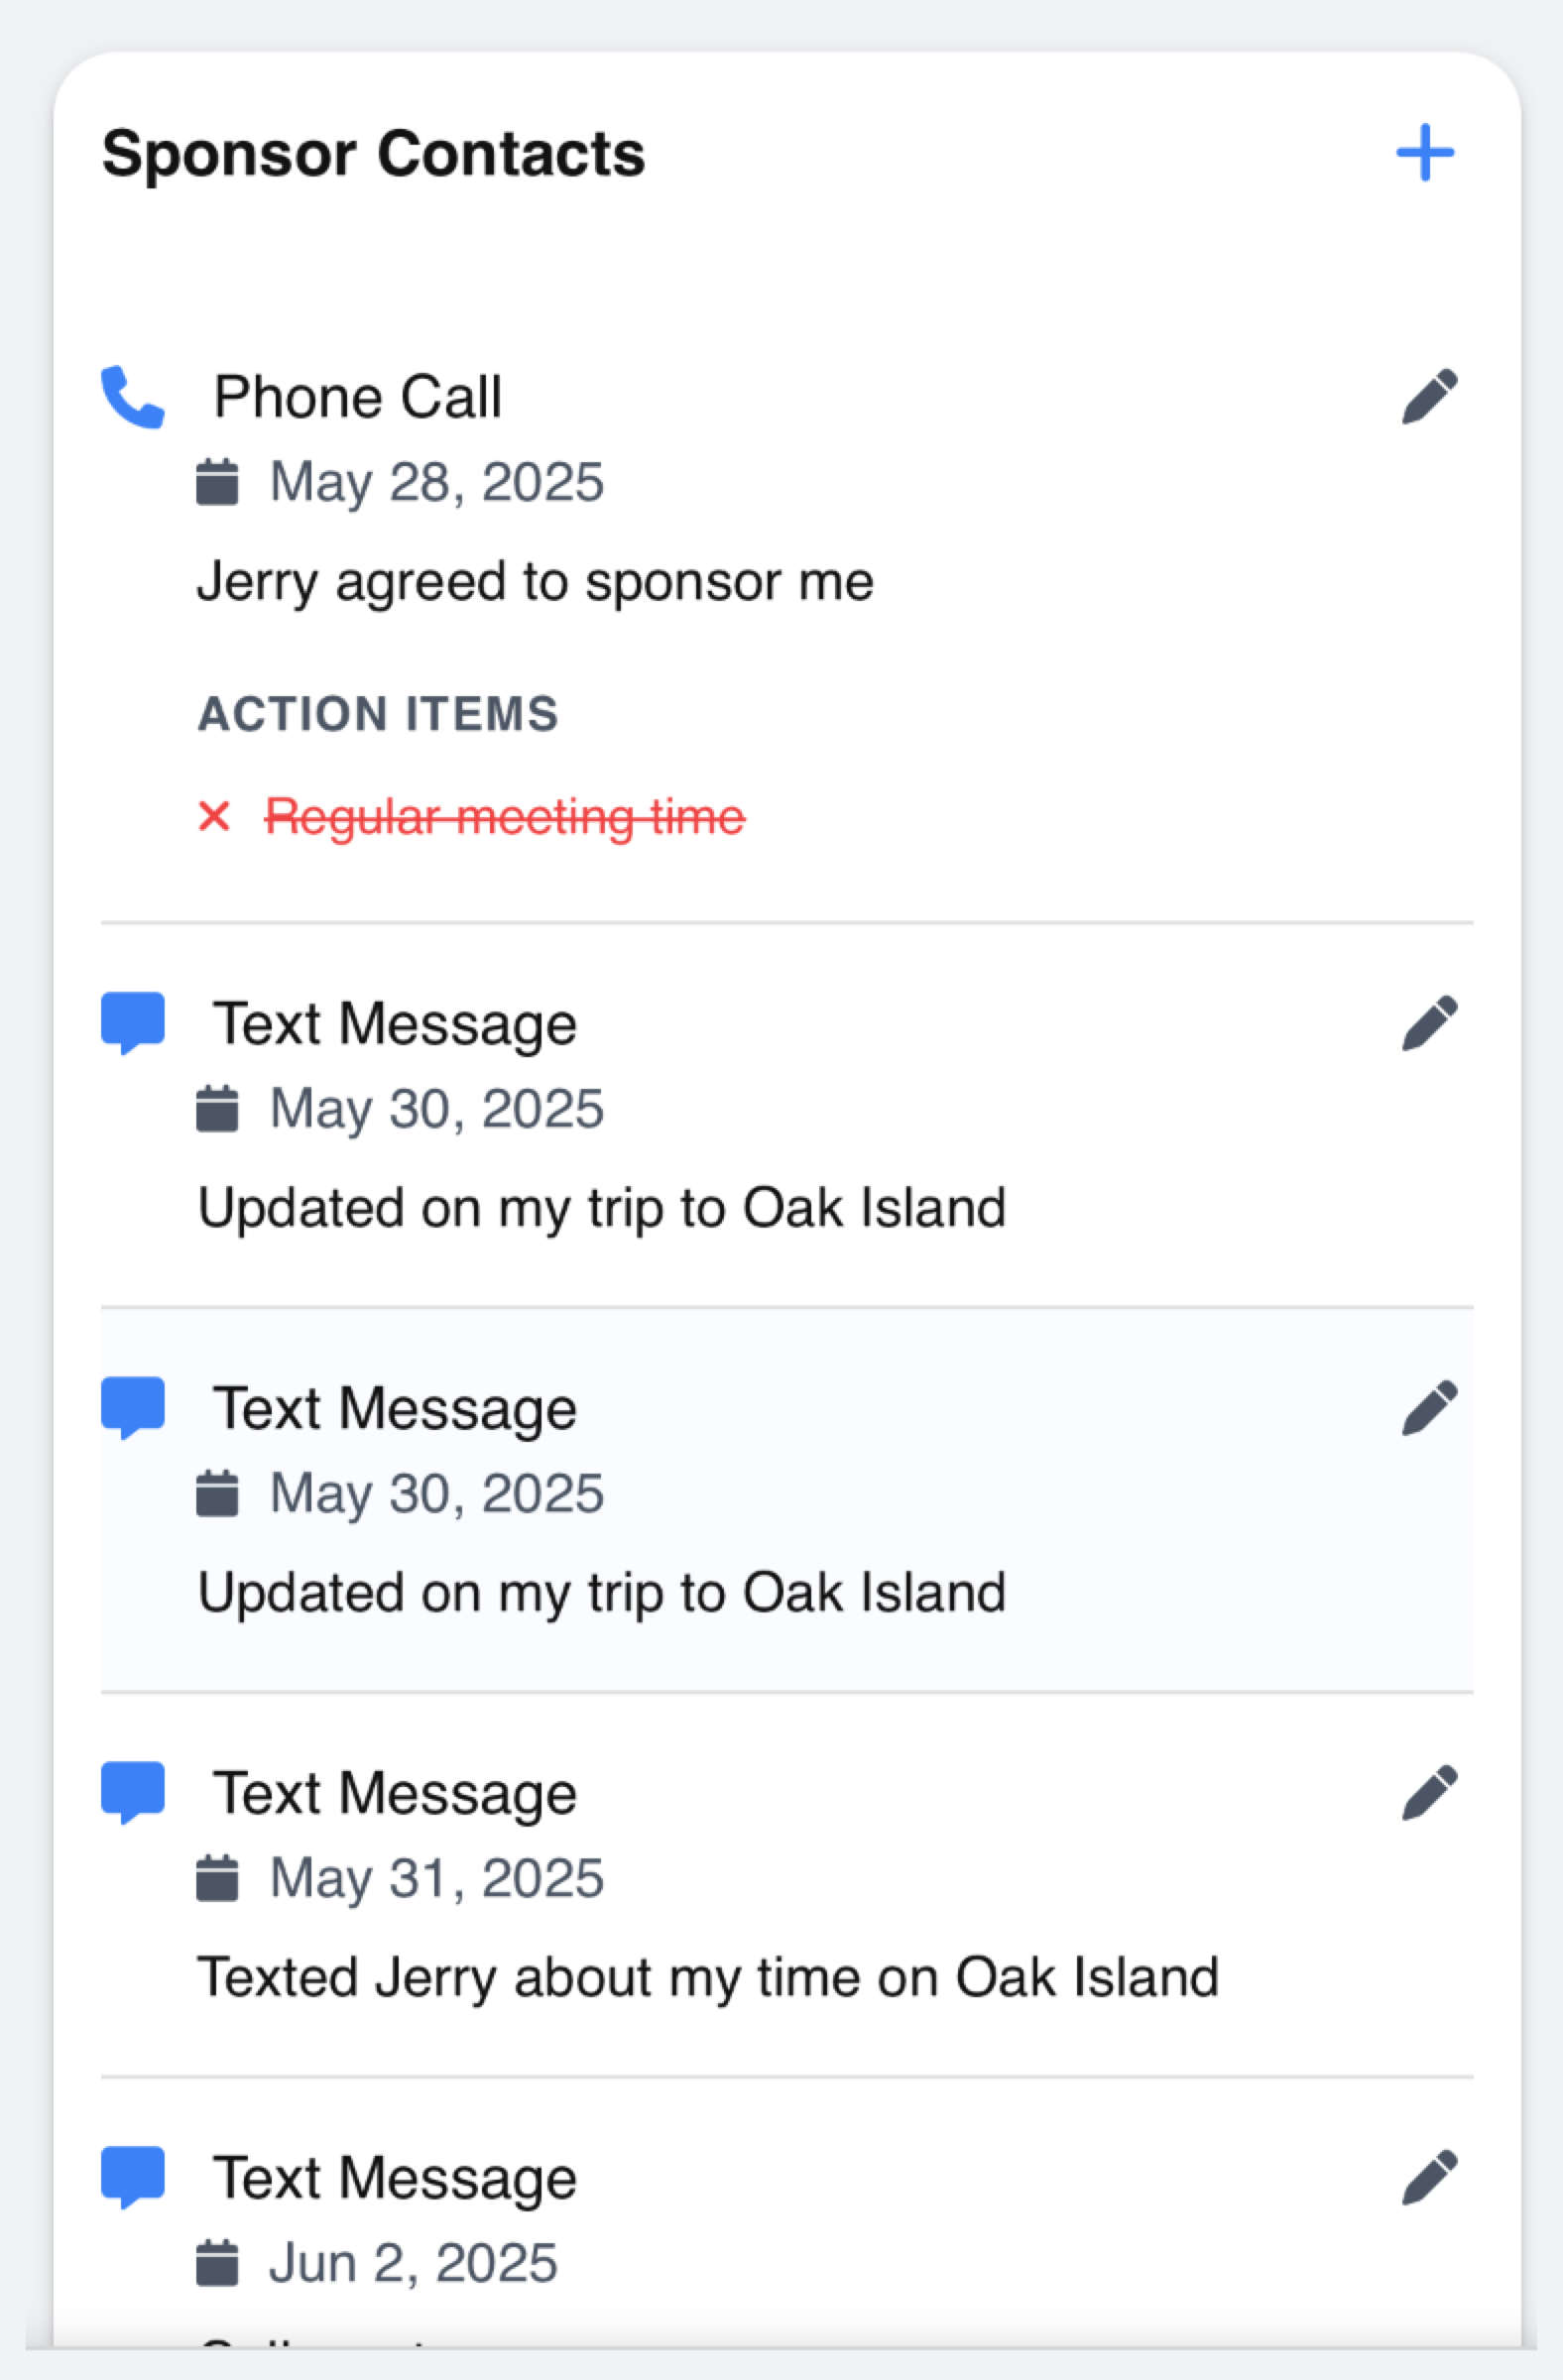 Sponsor Contacts
Phone Call
May 28, 2025
Jerry agreed to sponsor me
ACTION ITEMS
Regular meeting time
Text Message
May 30, 2025
Updated on my trip to Oak Island
Text Message
May 30, 2025
Updated on my trip to Oak Island
Text Message
May 31, 2025
Texted Jerry about my time on Oak Island
Text Message
Jun 2, 2025